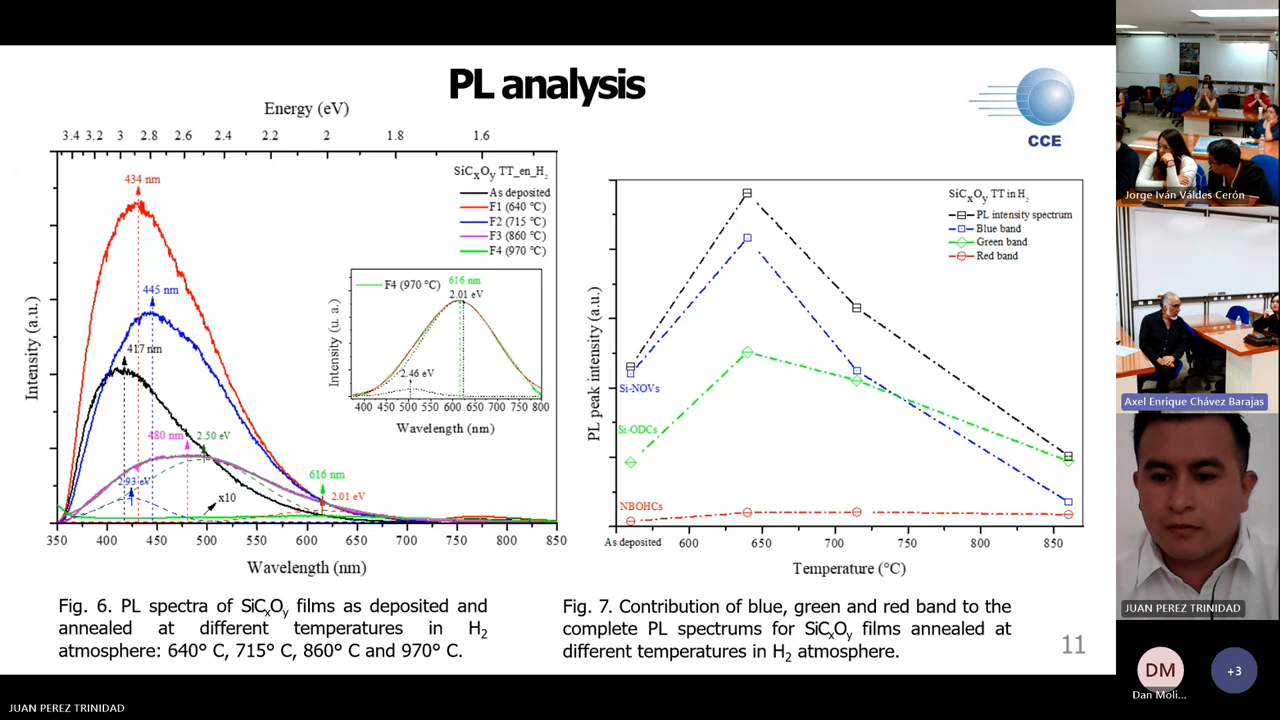 PL analysis
CCE
Energy (eV)
3.4 3.2 3 2.8 2.6 2.4 2.2 2 1.8 1.6
434 nm
SiCxOy TT_en_H2
As deposited
F1 (640 °C)
F2 (715 °C)
F3 (860 °C)
F4 (970 °C)
445 nm
417 nm
480 nm
2.50 eV
2.93 eV
x10
616 nm
2.01 eV
F4 (970 °C)
616 nm
2.01 eV
2.46 eV
Intensity (u. a.)
400 450 500 550 600 650 700 750 800
Wavelength (nm)
Intensity (a.u.)
350 400 450 500 550 600 650 700 750 800 850
Wavelength (nm)
SiCxOy TT in H2
PL intensity spectrum
Blue band
Green band
Red band
Si-NOVs
Si-ODCs
NBOHCs
PL peak intensity (a.u.)
As deposited 600 650 700 750 800 850
Temperature (°C)
Fig. 6. PL spectra of SiCxOy films as deposited and
annealed at different temperatures in H2
atmosphere: 640° C, 715° C, 860° C and 970° C.
Fig. 7. Contribution of blue, green and red band to the
complete PL spectrums for SiCxOy films annealed at
different temperatures in H2 atmosphere.
11
Jorge Iván Váldes Cerón
Axel Enrique Chávez Barajas
JUAN PEREZ TRINIDAD
DM
Dan Moli...
+3
JUAN PEREZ TRINIDAD